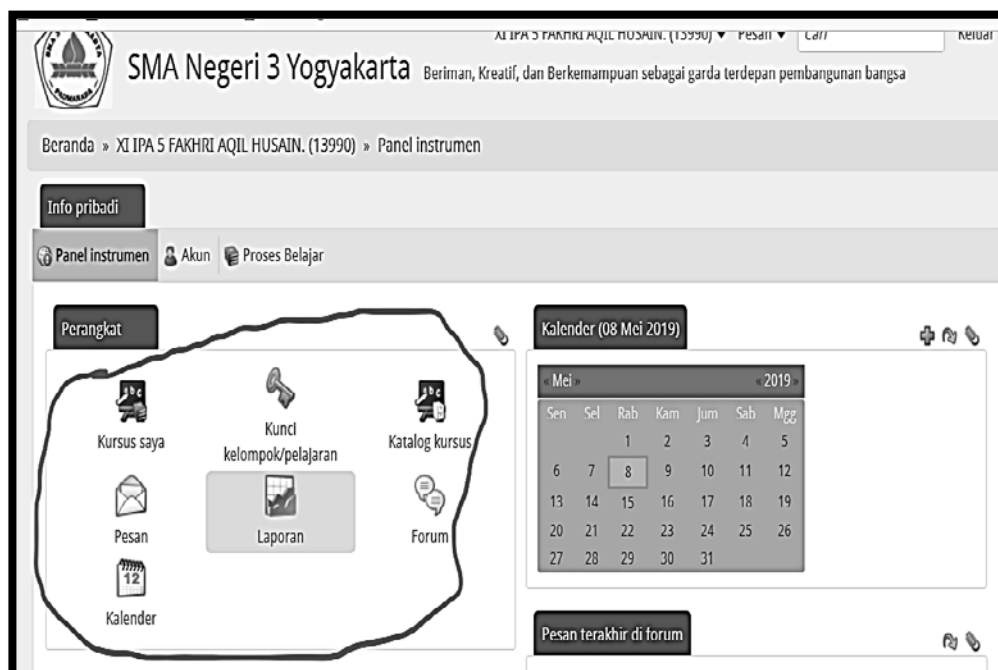 XI IPA 5 FAKHRI AQIL HUSAIN. (13990) ▼ Pesan ▼ Cari Keluar
SMA Negeri 3 Yogyakarta Beriman, Kreatif, dan Berkemampuan sebagai garda terdepan pembangunan bangsa
PADMANABA
Beranda » XI IPA 5 FAKHRI AQIL HUSAIN. (13990) » Panel instrumen
Info pribadi
Panel instrumen Akun Proses Belajar
Perangkat
Kursus saya
Kunci
kelompok/pelajaran
Katalog kursus
Pesan
Laporan
Forum
12
Kalender
Kalender (08 Mei 2019)
« Mei » « 2019 »
Sen Sel Rab Kam Jum Sab Mgg
1 2 3 4 5
6 7 8 9 10 11 12
13 14 15 16 17 18 19
20 21 22 23 24 25 26
27 28 29 30 31
Pesan terakhir di forum